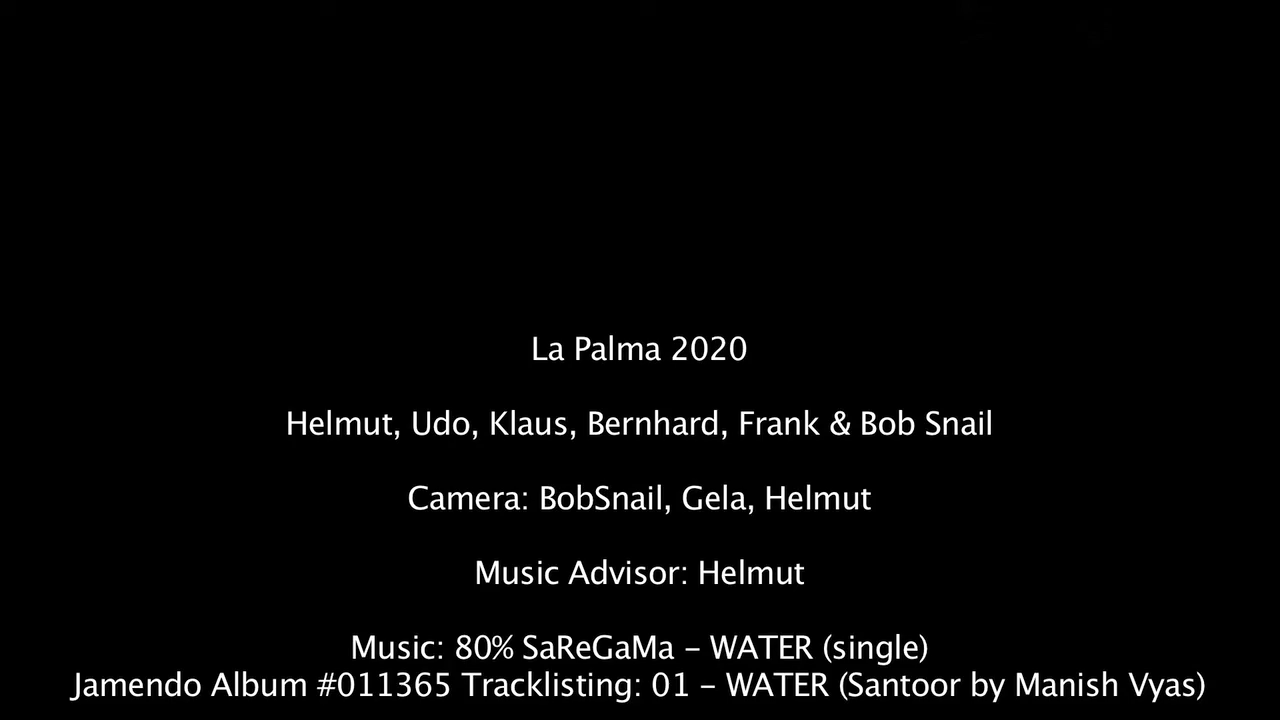 La Palma 2020
Helmut, Udo, Klaus, Bernhard, Frank & Bob Snail
Camera: BobSnail, Gela, Helmut
Music Advisor: Helmut
Music: 80% SaReGaMa – WATER (single)
Jamendo Album #011365 Tracklisting: 01 – WATER (Santoor by Manish Vyas)